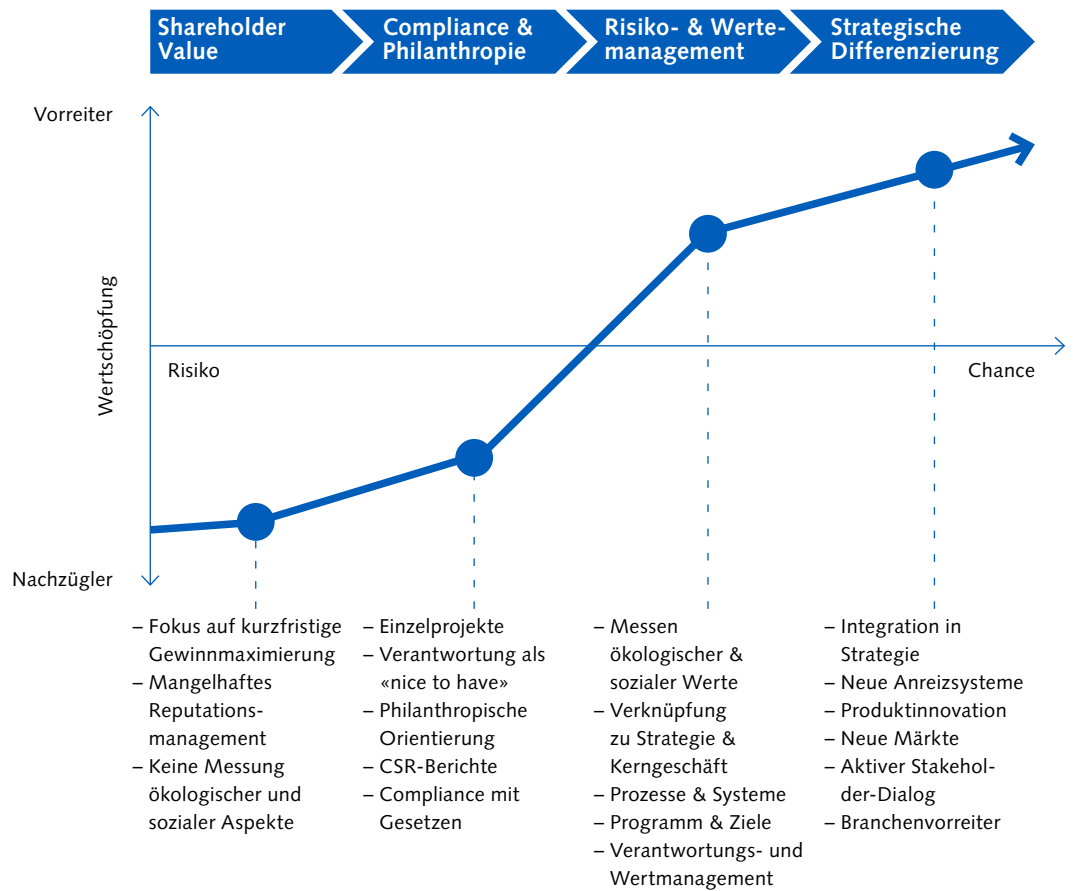 Shareholder
Value
Compliance &
Philanthropie
Risiko- & Werte-
management
Strategische
Differenzierung
Vorreiter
Wertschöpfung
Risiko
Chance
Nachzügler
– Fokus auf kurzfristige
Gewinnmaximierung
– Mangelhaftes
Reputations-
management
– Keine Messung
ökologischer und
sozialer Aspekte
– Einzelprojekte
– Verantwortung als
«nice to have»
– Philanthropische
Orientierung
– CSR-Berichte
– Compliance mit
Gesetzen
– Messen
ökologischer &
sozialer Werte
– Verknüpfung
zu Strategie &
Kerngeschäft
– Prozesse & Systeme
– Programm & Ziele
– Verantwortungs- und
Wertmanagement
– Integration in
Strategie
– Neue Anreizsysteme
– Produktinnovation
– Neue Märkte
– Aktiver Stakehol-
der-Dialog
– Branchenvorreiter